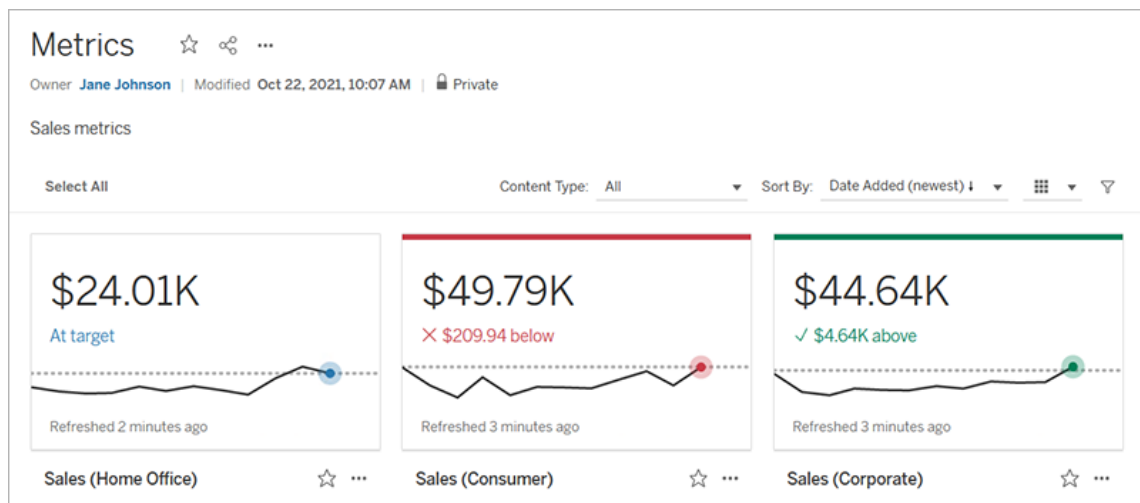 Metrics
Owner Jane Johnson | Modified Oct 22, 2021, 10:07 AM | Private
Sales metrics
Select All Content Type: All Sort By: Date Added (newest) ↓
$24.01K $49.79K $44.64K
At target × $209.94 below ✓ $4.64K above
Refreshed 2 minutes ago Refreshed 3 minutes ago Refreshed 3 minutes ago
Sales (Home Office) Sales (Consumer) Sales (Corporate)